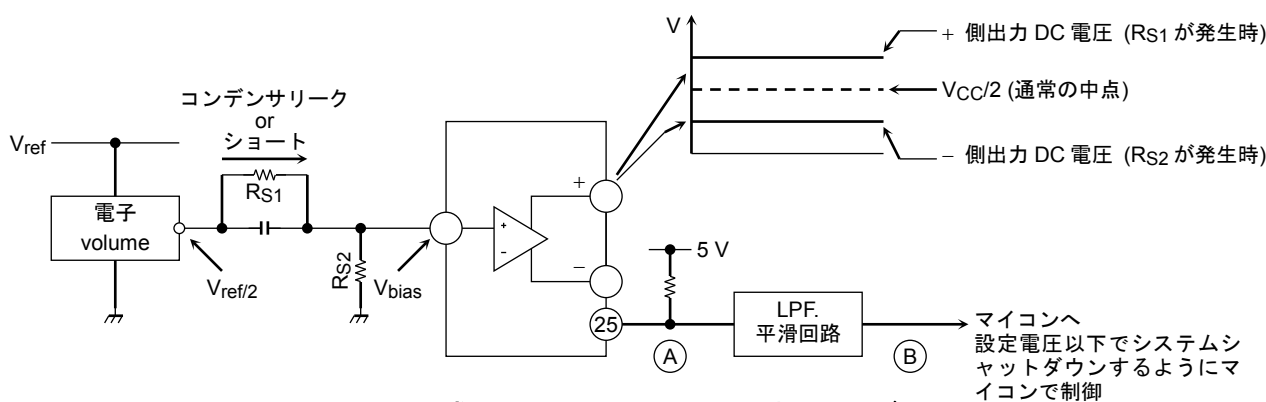 V
+ 側出力 DC 電圧 (RS1 が発生時)
VCC/2 (通常の中点)
− 側出力 DC 電圧 (RS2 が発生時)
コンデンサリーク
or
ショート
Vref
RS1
電子
volume
Vref/2
RS2
Vbias
+
-
+
−
25
5 V
A
LPF.
平滑回路
B
マイコンへ
設定電圧以下でシステムシ
ャットダウンするようにマ
イコンで制御